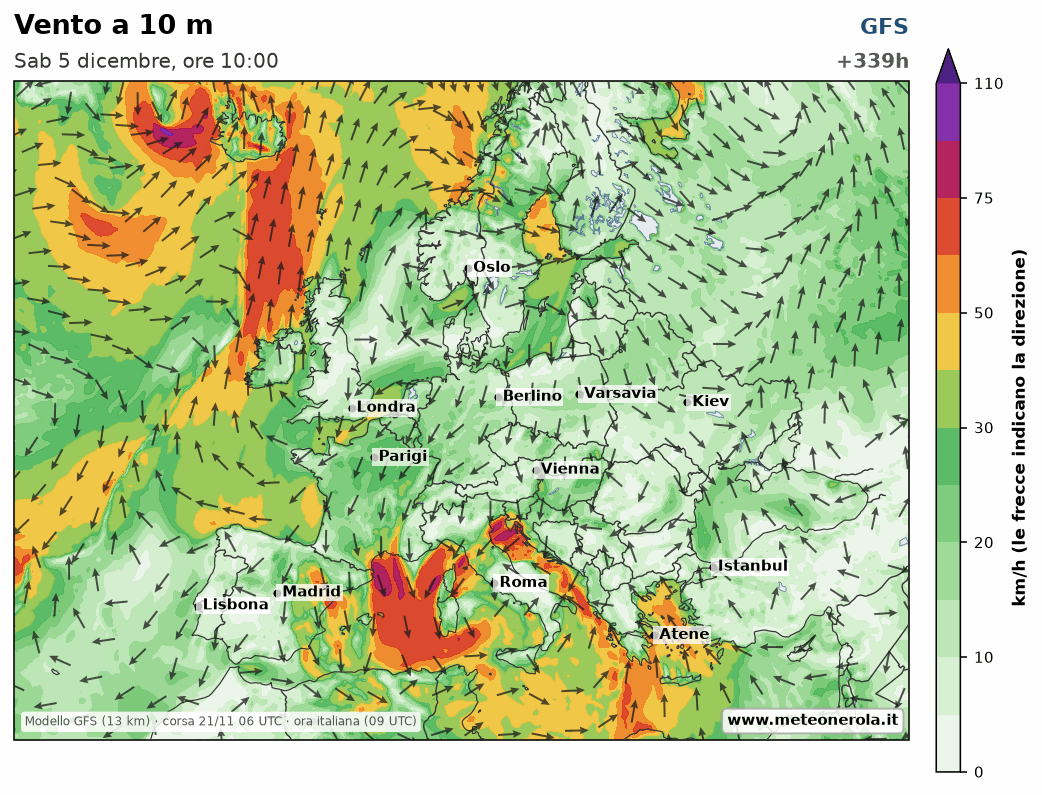 Vento a 10 m
GFS
Sab 5 dicembre, ore 10:00
+339h
110
75
50
30
20
10
0
km/h (le frecce indicano la direzione)
Oslo
Londra
Berlino
Varsavia
Kiev
Parigi
Vienna
Istanbul
Roma
Madrid
Lisbona
Atene
Modello GFS (13 km) · corsa 21/11 06 UTC · ora italiana (09 UTC)
www.meteonerola.it